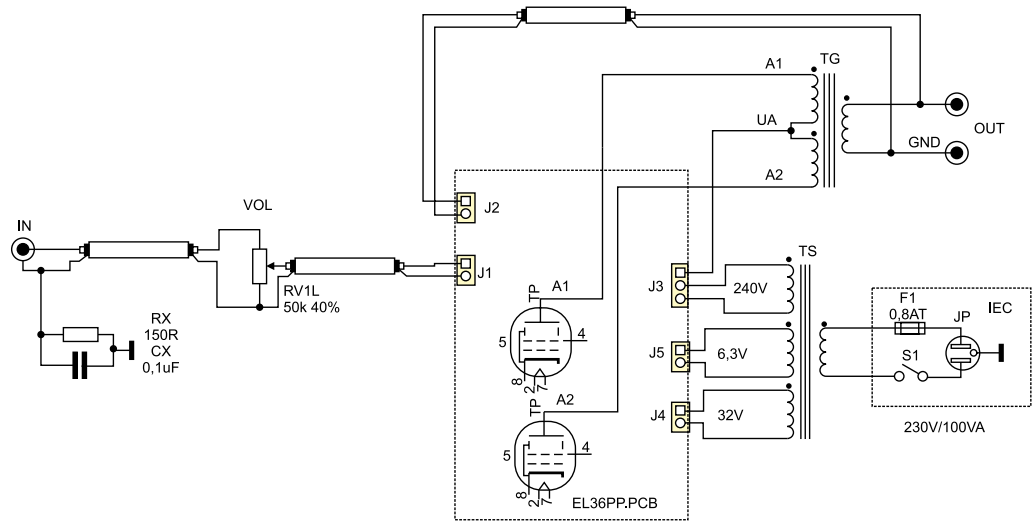 A1
TG
UA
OUT
GND
A2
VOL
J2
IN
J1
RV1L
50k 40%
RX
150R
CX
0,1uF
TS
J3
240V
F1
0,8AT
JP
IEC
TP
A1
5
4
8
2
7
J5
6,3V
S1
TP
A2
J4
32V
230V/100VA
5
4
8
2
7
EL36PP.PCB